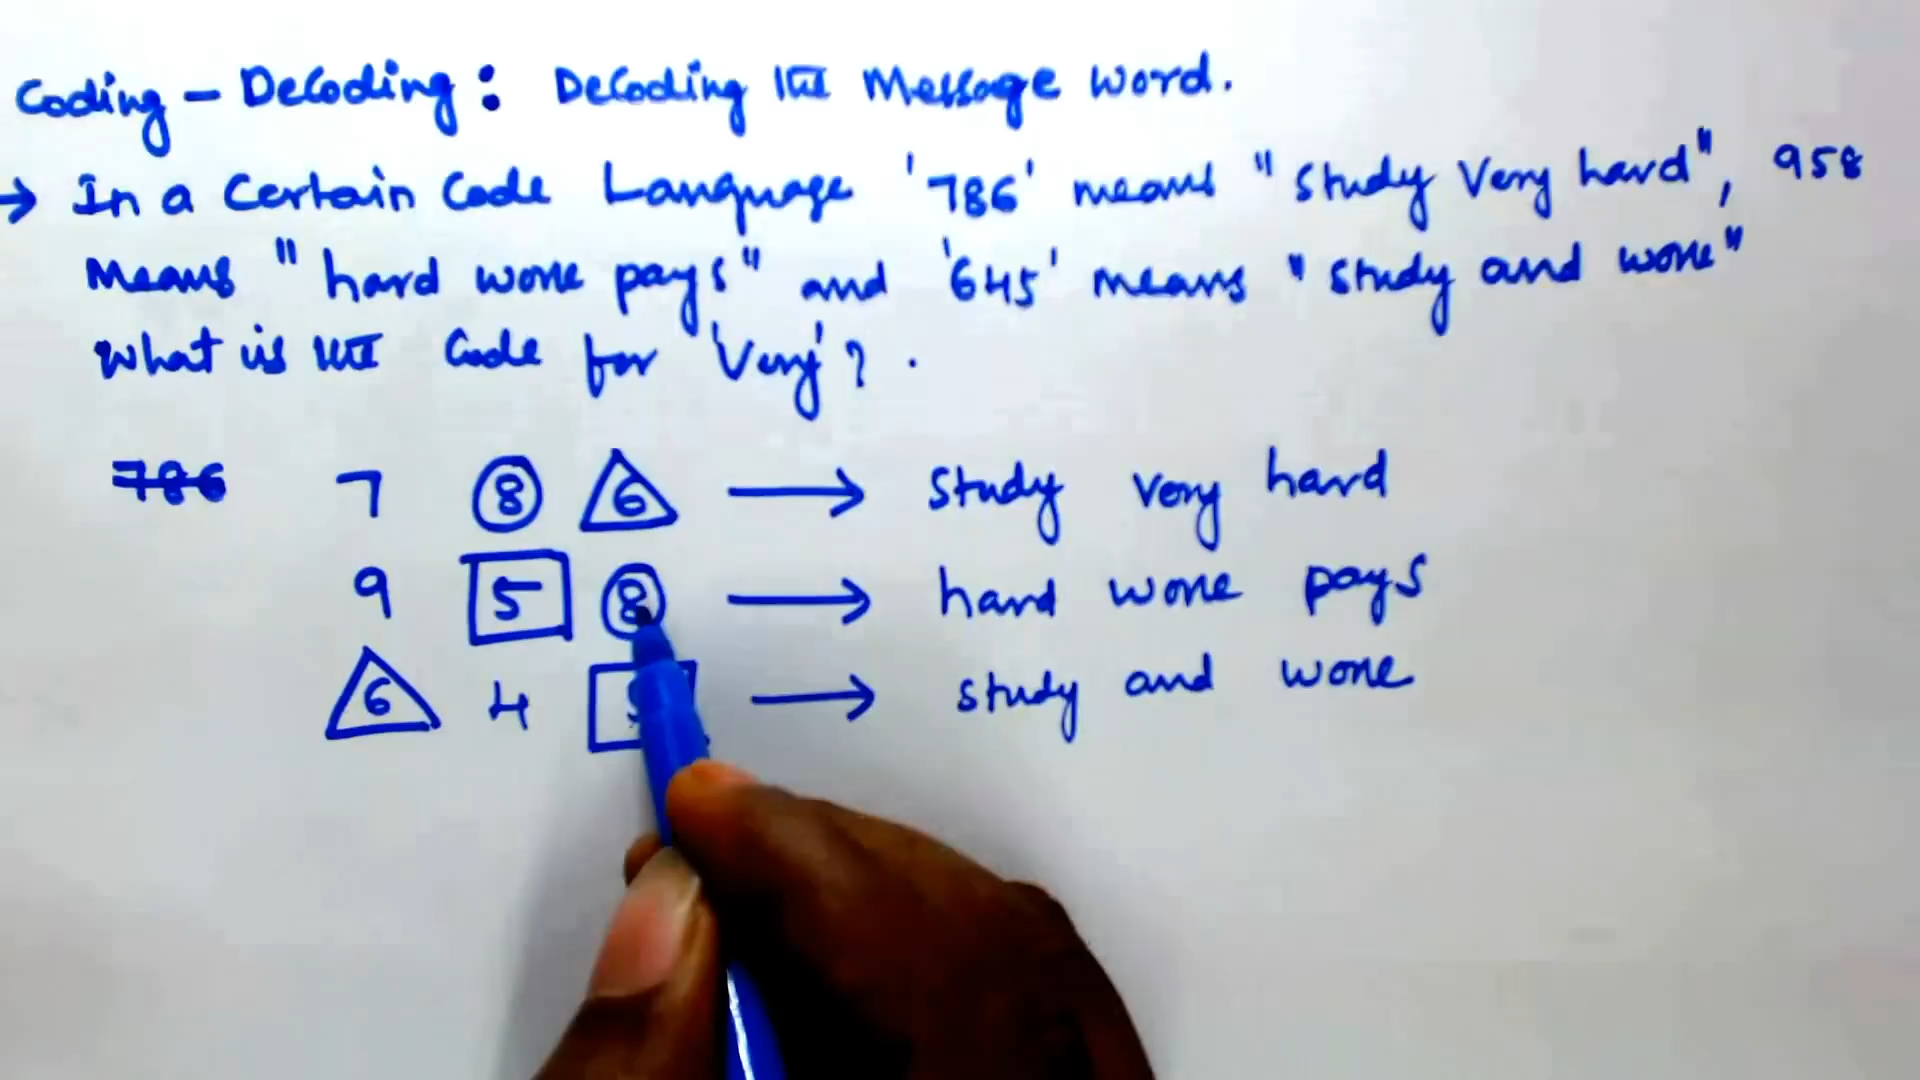 Coding - Decoding: Decoding the Message Word.
→ In a Certain Code Language '786' means "Study Very hard", 958
Means "hard work pays" and '645' means "Study and work"
What is the Code for 'Very'? .
786 7 8 6 → Study very hard
9 5 8 → hard work pays
6 4 → study and work